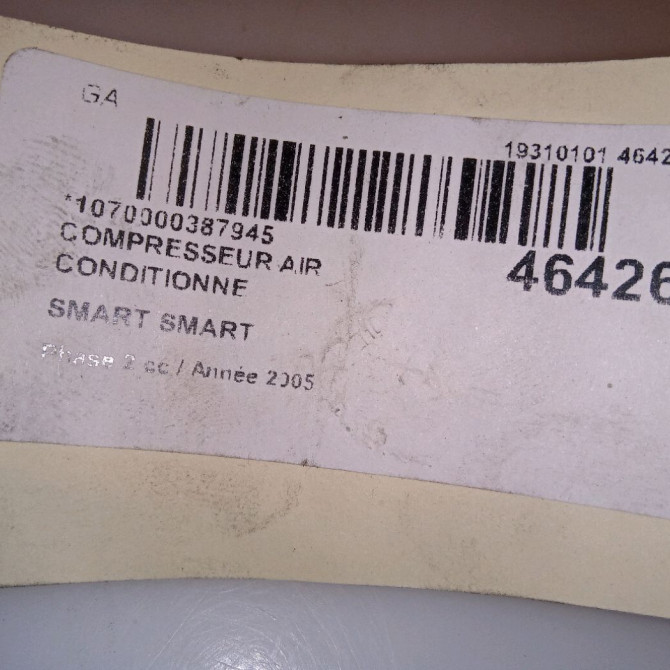 GA
19310101 4642
*1070000387945
COMPRESSEUR AIR
CONDITIONNE
46426
SMART SMART
Phase 2 cc / Année 2005